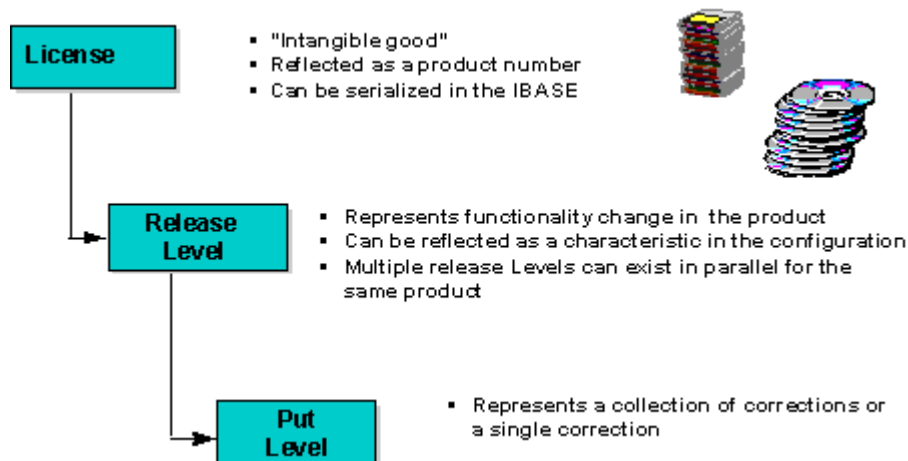 License
▪ "Intangible good"
▪ Reflected as a product number
▪ Can be serialized in the IBASE
Release
Level
▪ Represents functionality change in the product
▪ Can be reflected as a characteristic in the configuration
▪ Multiple release Levels can exist in parallel for the
same product
Put
Level
▪ Represents a collection of corrections or
a single correction